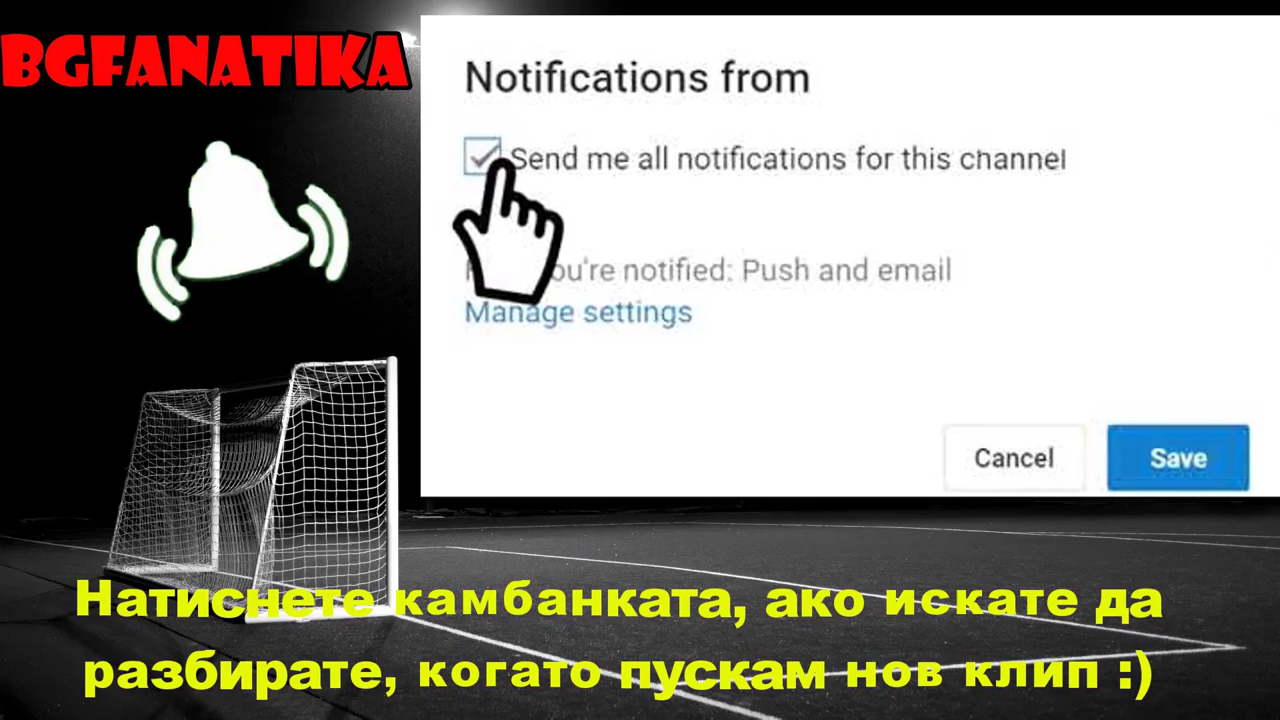 BGFANATIKA
Notifications from
Send me all notifications for this channel
you're notified: Push and email
Manage settings
Cancel
Save
Натиснете камбанката, ако искате да
разбирате, когато пускам нов клип :)